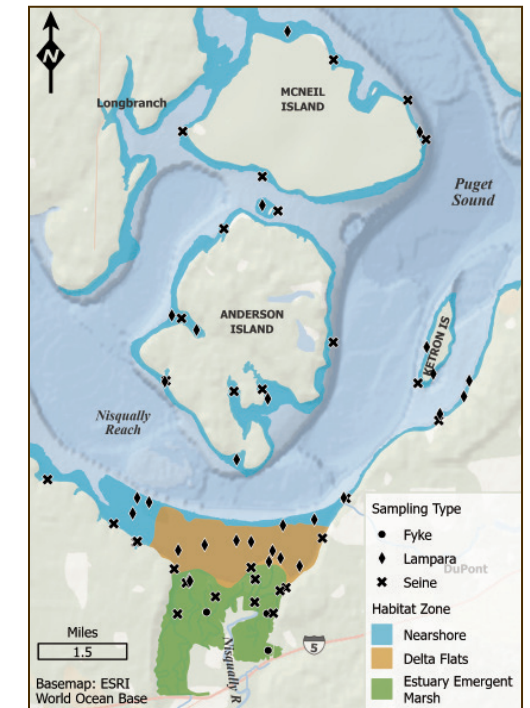 N
Longbranch
MCNEIL
ISLAND
Puget
Sound
ANDERSON
ISLAND
KETRON IS
Nisqually
Reach
Sampling Type
Fyke
Lampara
Seine
DuPont
Habitat Zone
Nearshore
Delta Flats
Estuary Emergent
Marsh
Miles
1.5
5
Nisqually R
Basemap: ESRI
World Ocean Base